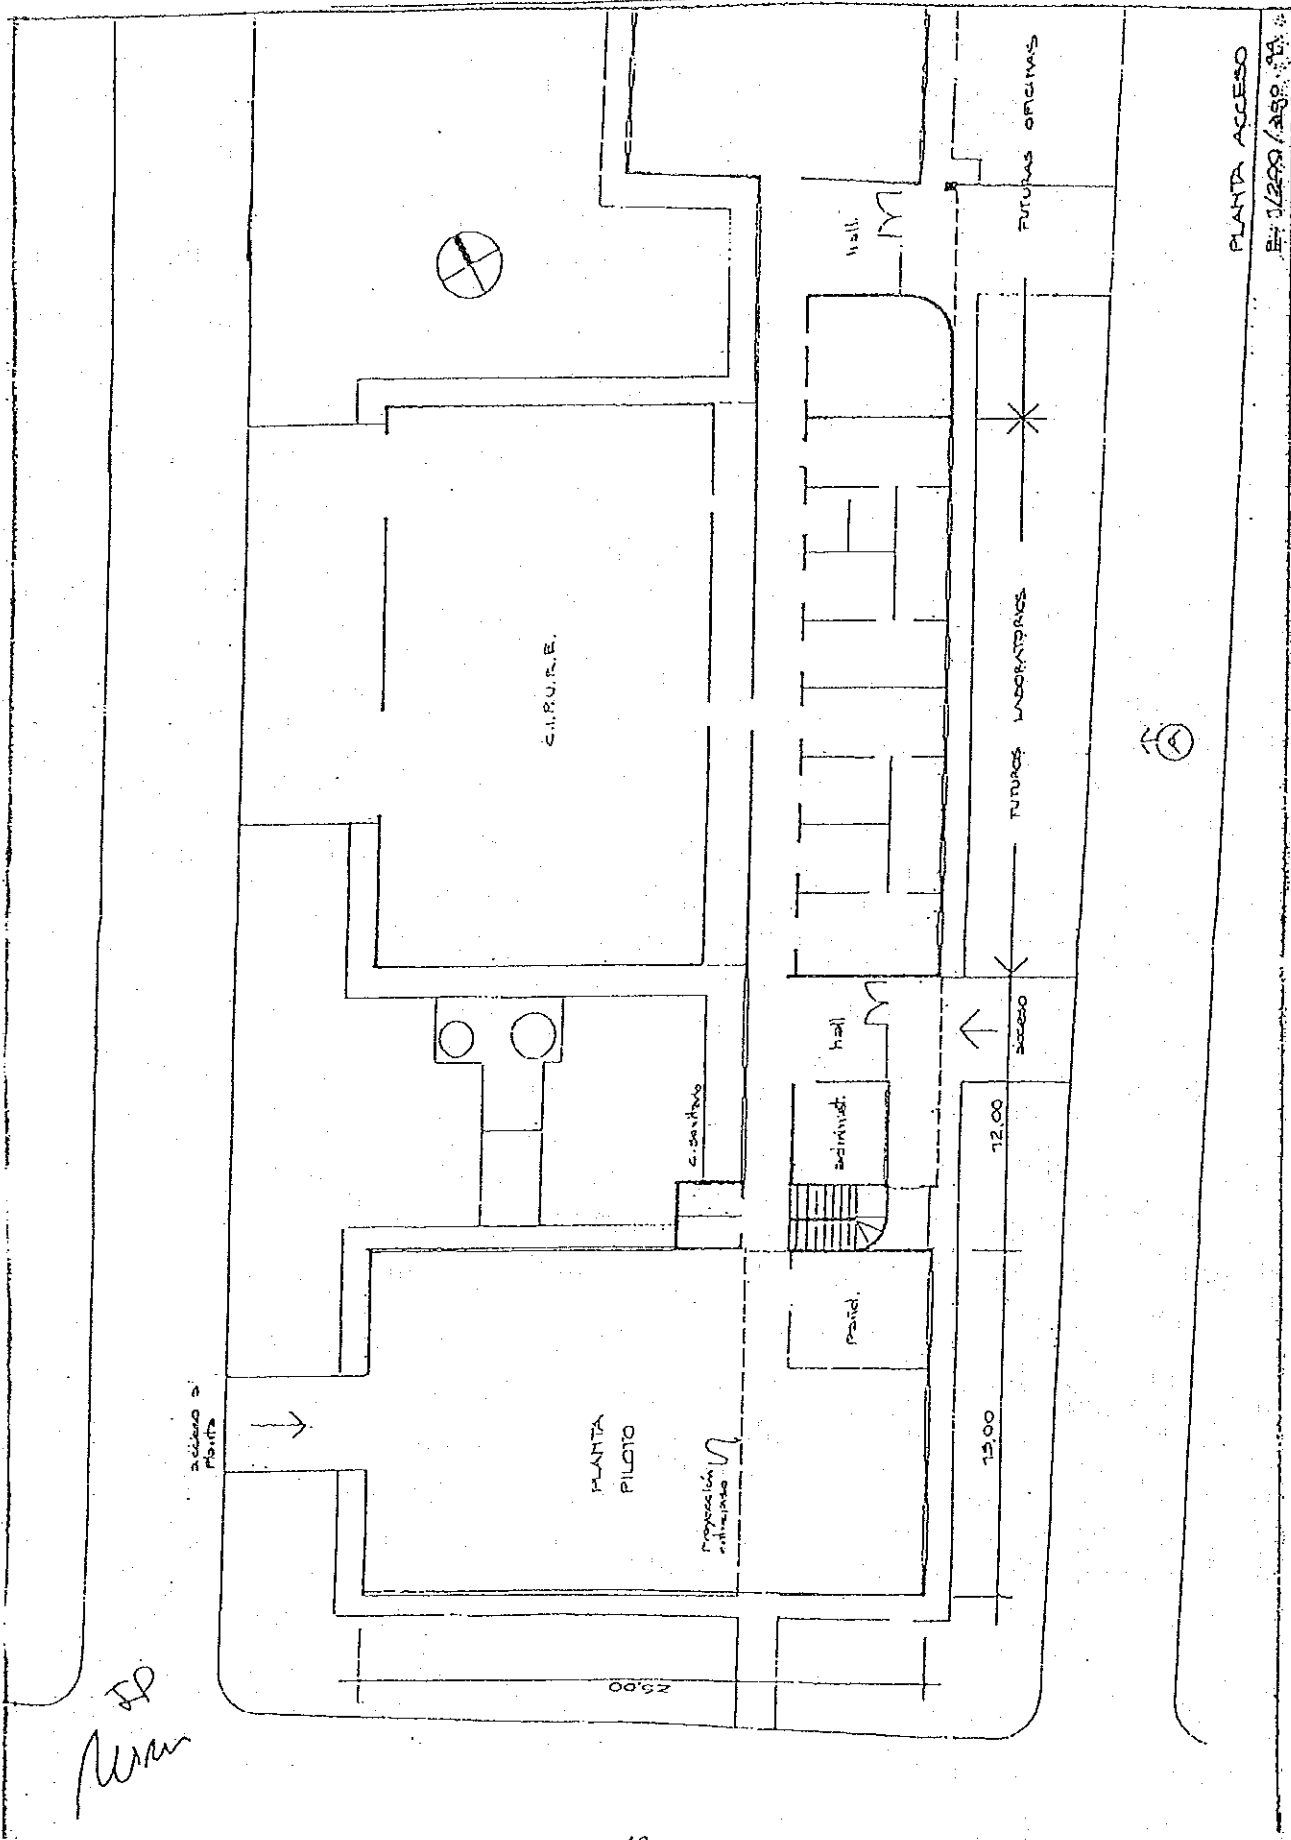 PLANTA ACCESO
FUTURAS OFICINAS
hall.
C.I.P.U.R.E.
FUTUROS LABORATORIOS
A
hall
acceso
administ.
c. sanitario
12,00
Pañol.
acceso a
Planta
PLANTA
PILOTO
Proyección
entrepiso
15,00
25,00